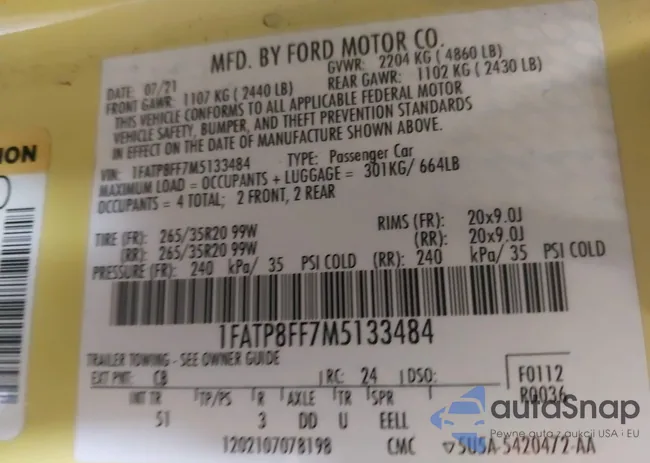 MFD. BY FORD MOTOR CO.
DATE: 07/21
GVWR: 2204 KG ( 4860 LB)
FRONT GAWR: 1107 KG ( 2440 LB)
REAR GAWR: 1102 KG ( 2430 LB)
THIS VEHICLE CONFORMS TO ALL APPLICABLE FEDERAL MOTOR
VEHICLE SAFETY, BUMPER, AND THEFT PREVENTION STANDARDS
IN EFFECT ON THE DATE OF MANUFACTURE SHOWN ABOVE.
VIN: 1FATP8FF7M5133484 TYPE: Passenger Car
MAXIMUM LOAD = OCCUPANTS + LUGGAGE = 301KG/ 664LB
OCCUPANTS = 4 TOTAL; 2 FRONT, 2 REAR
TIRE (FR): 265/35R20 99W RIMS (FR): 20x9.0J
(RR): 265/35R20 99W (RR): 20x9.0J
PRESSURE (FR): 240 kPa/ 35 PSI COLD (RR): 240 kPa/ 35 PSI COLD
1FATP8FF7M5133484
TRAILER TOWING - SEE OWNER GUIDE
EXT PNT: CB RC: 24 DSO: F0112
R0036
INT TR TP/PS R AXLE TR SPR
SI 3 DD U EELL
1202107078198 CMC
ION
autoSnap
Pewne auta z aukcji USA i EU